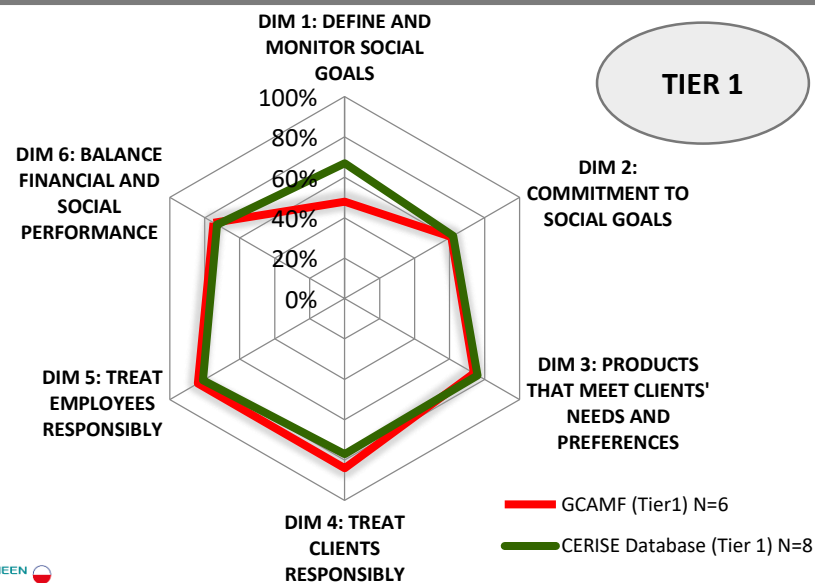 DIM 1: DEFINE AND
MONITOR SOCIAL
GOALS
TIER 1
100%
80%
60%
40%
20%
0%
DIM 6: BALANCE
FINANCIAL AND
SOCIAL
PERFORMANCE
DIM 2:
COMMITMENT TO
SOCIAL GOALS
DIM 5: TREAT
EMPLOYEES
RESPONSIBLY
DIM 3: PRODUCTS
THAT MEET CLIENTS'
NEEDS AND
PREFERENCES
DIM 4: TREAT
CLIENTS
RESPONSIBLY
GCAMF (Tier1) N=6
CERISE Database (Tier 1) N=8